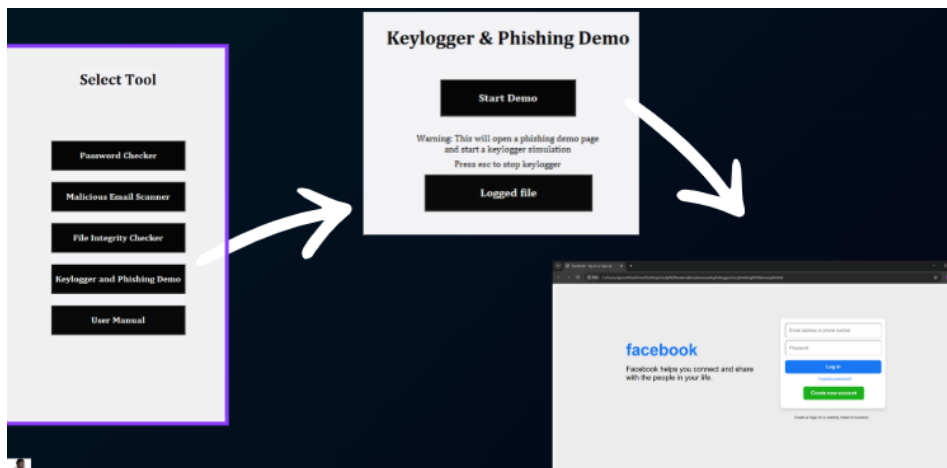 Select Tool
Password Checker
Malicious Email Scanner
File Integrity Checker
Keylogger and Phishing Demo
User Manual
Keylogger & Phishing Demo
Start Demo
Warning: This will open a phishing demo page
and start a keylogger simulation
Press esc to stop keylogger
Logged file
facebook
Facebook helps you connect and share
with the people in your life.
Email address or phone number
Password
Log in
Forgotten password?
Create new account